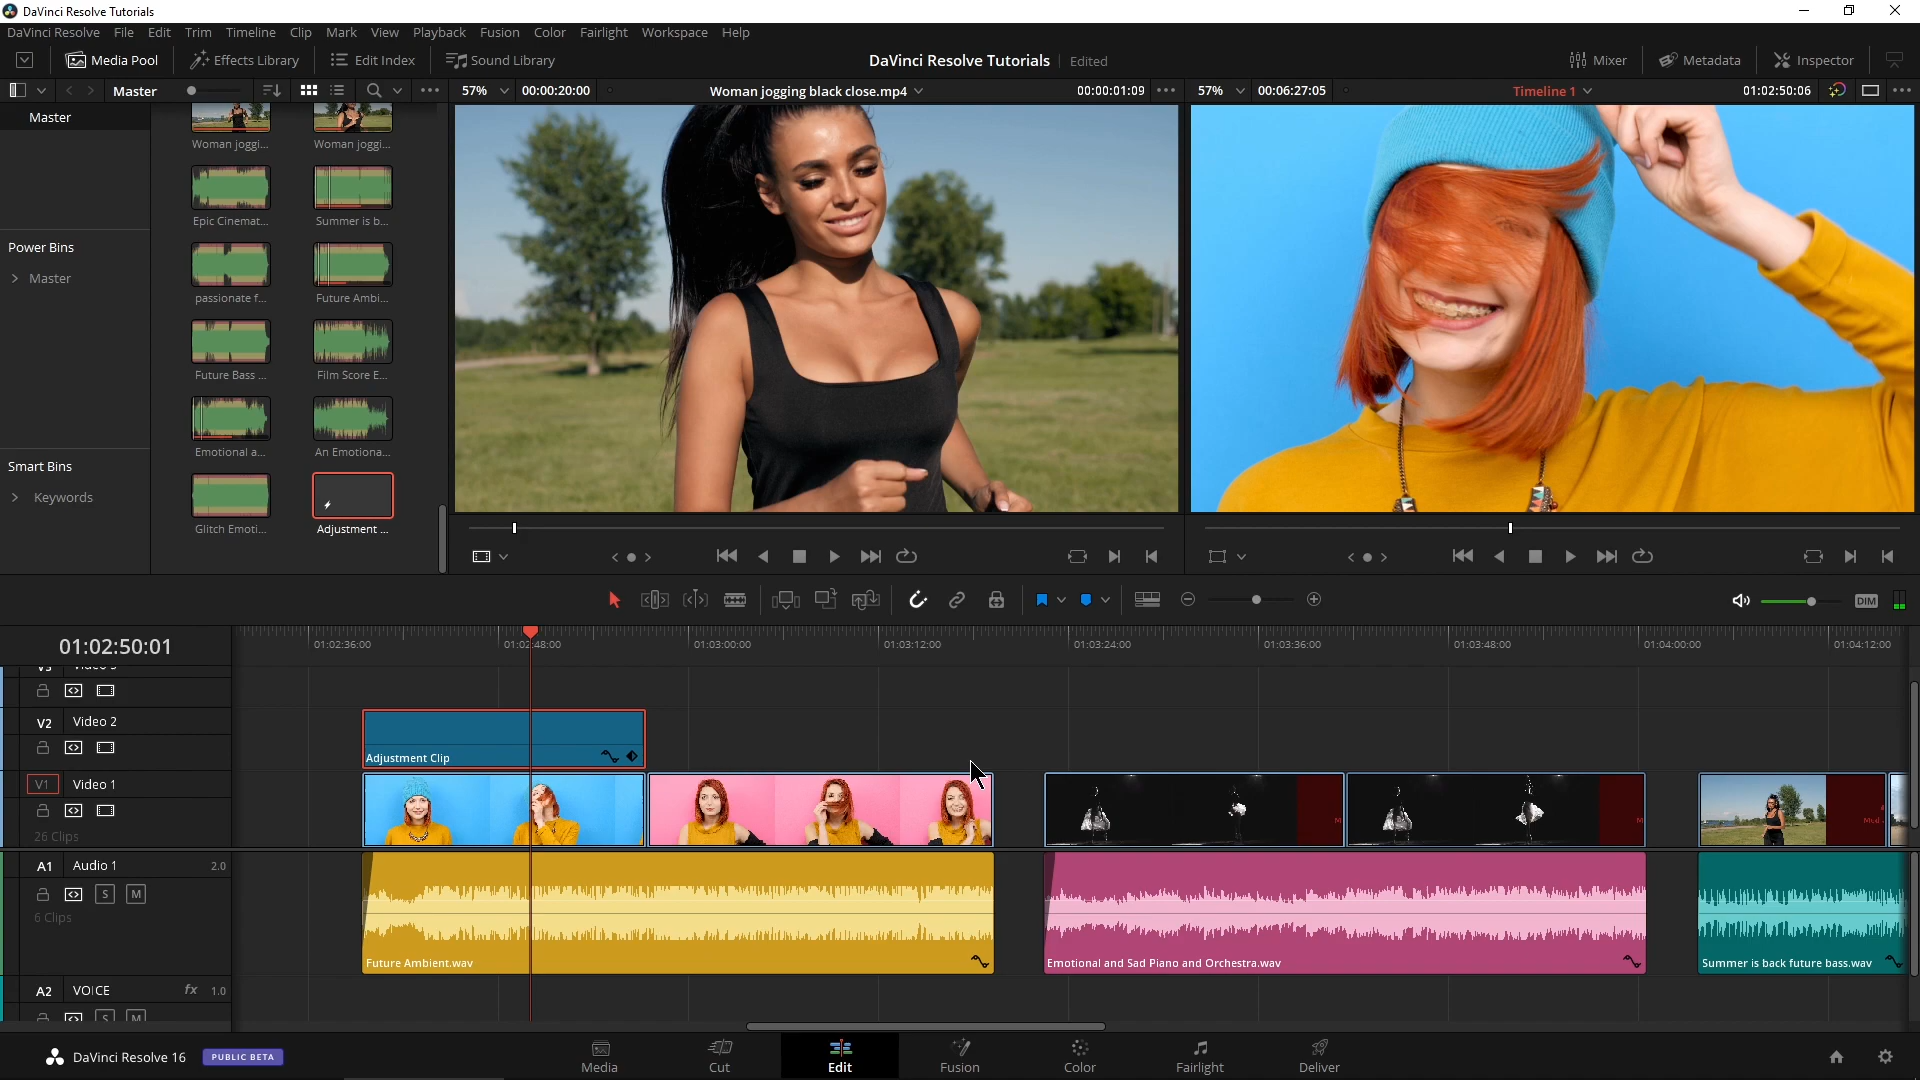 DaVinci Resolve Tutorials
DaVinci Resolve File Edit Trim Timeline Clip Mark View Playback Fusion Color Fairlight Workspace Help
Media Pool Effects Library Edit Index Sound Library DaVinci Resolve Tutorials Edited Mixer Metadata Inspector
Master 57% 00:00:20:00 Woman jogging black close.mp4 00:00:01:09 57% 00:06:27:05 Timeline 1 01:02:50:06
Master
Woman joggi... Woman joggi...
Epic Cinemat... Summer is b...
Power Bins
Master
passionate f... Future Ambi...
Future Bass ... Film Score E...
Emotional a... An Emotiona...
Smart Bins
Keywords
Glitch Emoti... Adjustment ...
DIM
01:02:50:01
01:02:36:00 01:02:48:00 01:03:00:00 01:03:12:00 01:03:24:00 01:03:36:00 01:03:48:00 01:04:00:00 01:04:12:00
V2 Video 2
Adjustment Clip
V1 Video 1
26 Clips
A1 Audio 1 2.0
S M
6 Clips
Future Ambient.wav Emotional and Sad Piano and Orchestra.wav Summer is back future bass.wav
A2 VOICE fx 1.0
S M
DaVinci Resolve 16 PUBLIC BETA
Media Cut Edit Fusion Color Fairlight Deliver